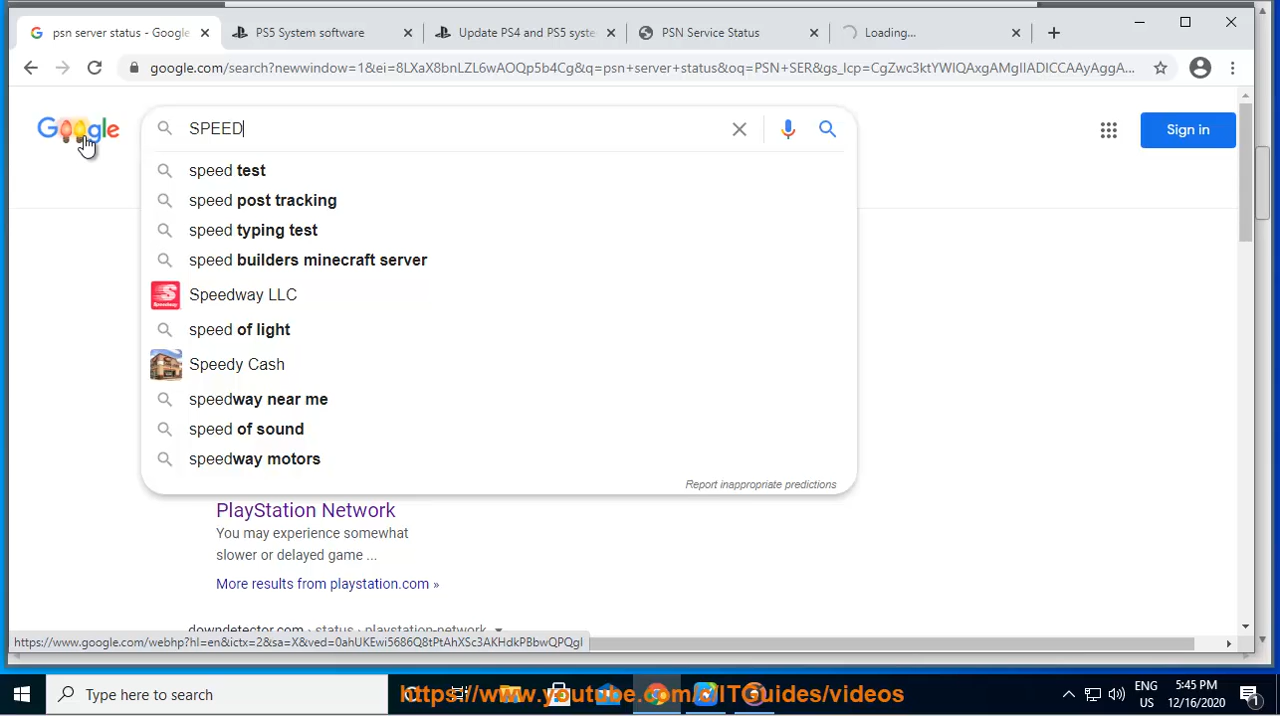 psn server status - Google
PS5 System software
Update PS4 and PS5 syste
PSN Service Status
Loading...
google.com/search?newwindow=1&ei=8LXaX8bnLZL6wAOQp5b4Cg&q=psn+server+status&oq=PSN+SER&gs_lcp=CgZwc3ktYWIQAxgAMgIIADICCAAyAggA...
Google
SPEED
Sign in
speed test
speed post tracking
speed typing test
speed builders minecraft server
S Speedway LLC
speed of light
Speedy Cash
speedway near me
speed of sound
speedway motors
Report inappropriate predictions
PlayStation Network
You may experience somewhat
slower or delayed game ...
More results from playstation.com »
downdetector.com › status › playstation-network
https://www.google.com/webhp?hl=en&ictx=2&sa=X&ved=0ahUKEwi5686Q8tPtAhXSc3AKHdkPBbwQPQgI
Type here to search
https://www.youtube.com/c/ITGuides/videos
ENG
US
5:45 PM
12/16/2020
1